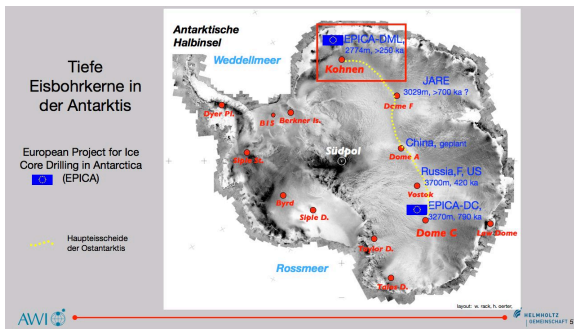 Tiefe
Eisbohrkerne in
der Antarktis
European Project for Ice
Core Drilling in Antarctica
(EPICA)
Haupteisscheide
der Ostantarktis
Antarktische
Halbinsel
Weddellmeer
EPICA-DML,
2774m, >250 ka
Kohnen
JARE
3029m, >700 ka ?
Dome F
Dyer Pl.
B15
Berkner Is.
China, geplant
Südpol
Dome A
Russia,F, US
3700m, 420 ka
Vostok
Byrd
Siple D.
EPICA-DC,
3270m, 790 ka
Dome C
Law Dome
Rossmeer
Taylor D.
Talos D.
layout: w. rack, h. oerter,
AWI
HELMHOLTZ
GEMEINSCHAFT 5